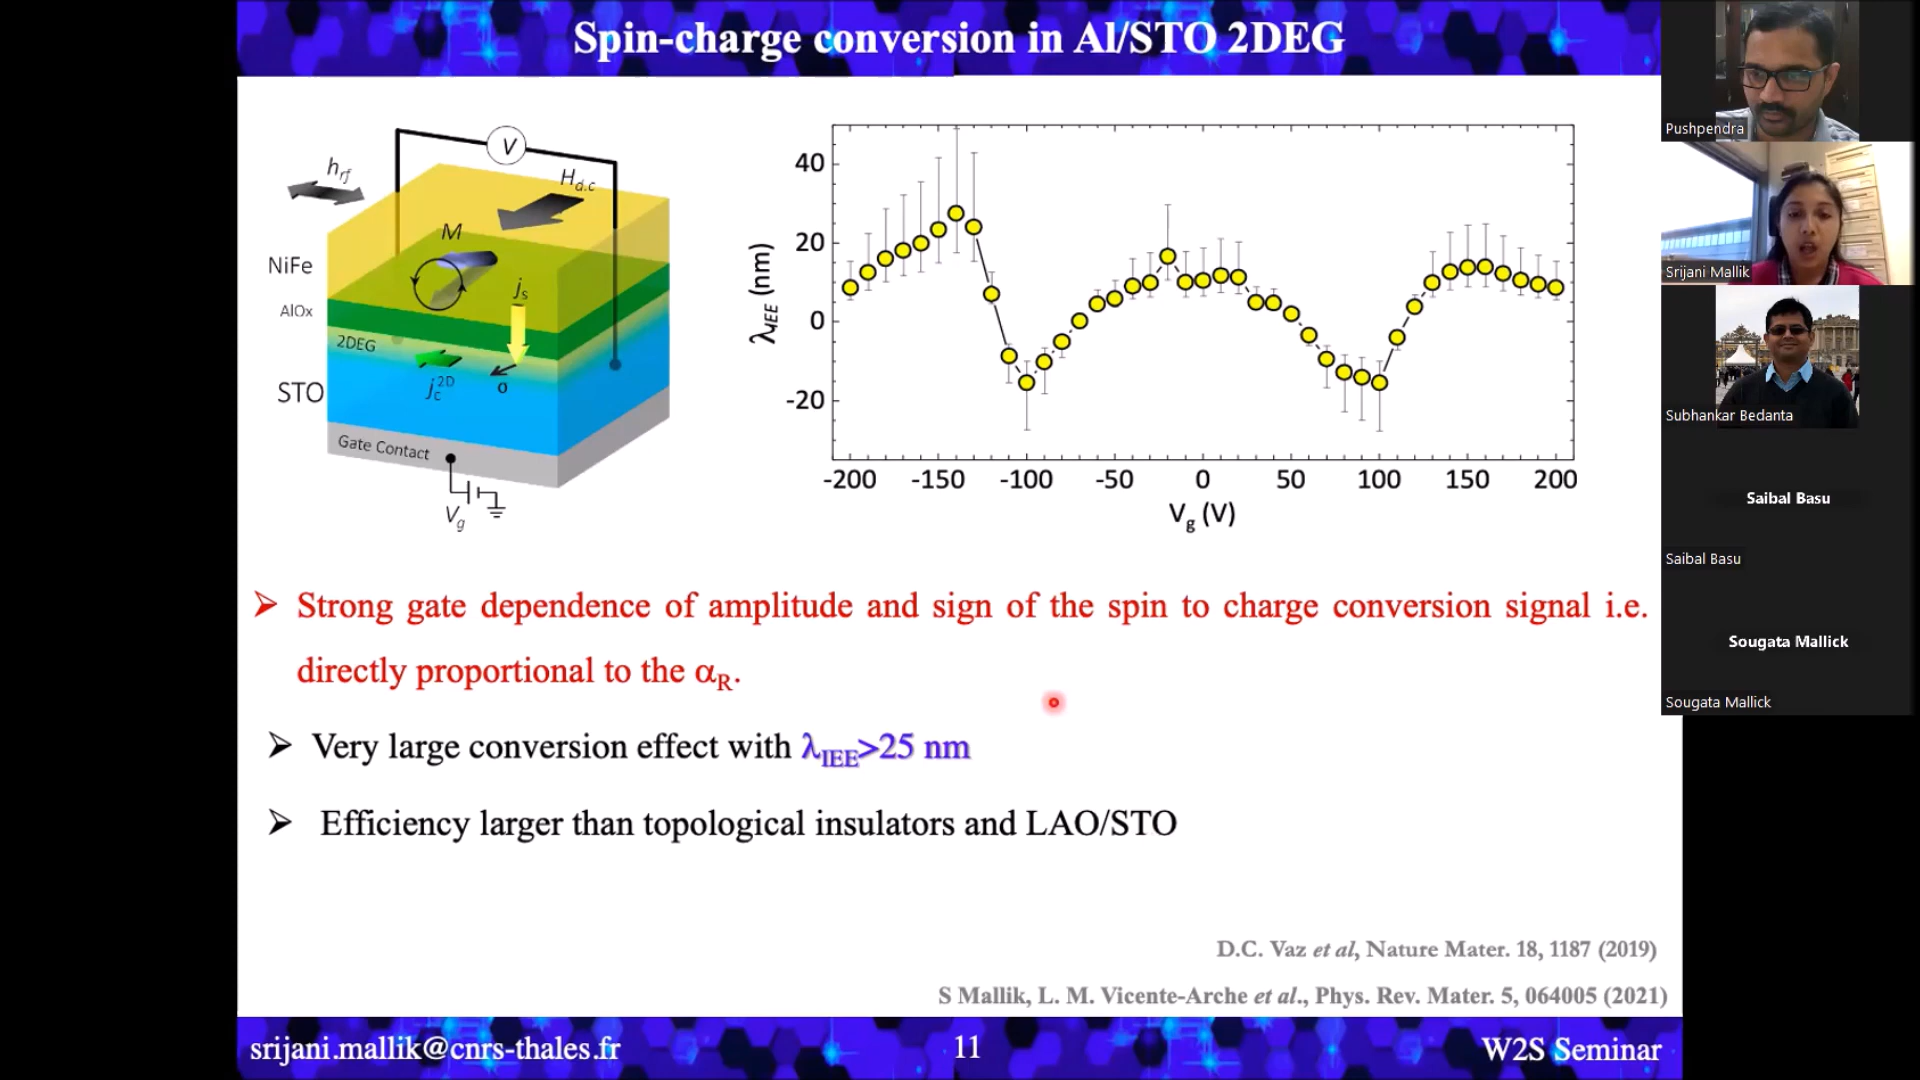 Spin-charge conversion in Al/STO 2DEG
V
h_rf
H_d.c
M
NiFe
j_s
AlOx
2DEG
j_c^2D
σ
STO
Gate Contact
V_g
λ_IEE (nm)
40
20
0
-20
-200 -150 -100 -50 0 50 100 150 200
V_g (V)
➢ Strong gate dependence of amplitude and sign of the spin to charge conversion signal i.e.
directly proportional to the α_R.
➢ Very large conversion effect with λ_IEE>25 nm
➢ Efficiency larger than topological insulators and LAO/STO
D.C. Vaz et al, Nature Mater. 18, 1187 (2019)
S Mallik, L. M. Vicente-Arche et al., Phys. Rev. Mater. 5, 064005 (2021)
srijani.mallik@cnrs-thales.fr
11
W2S Seminar
Pushpendra
Srijani Mallik
Subhankar Bedanta
Saibal Basu
Saibal Basu
Sougata Mallick
Sougata Mallick